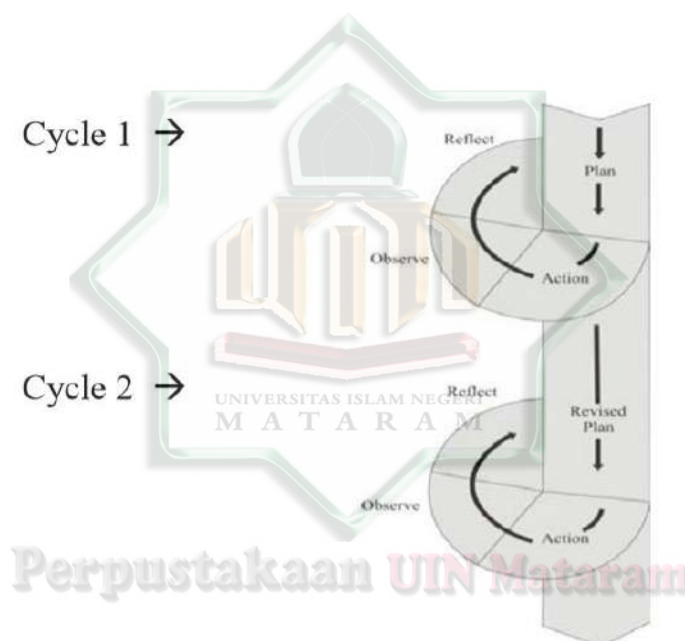 Cycle 1 →
Reflect
Plan
Observe
Action
Cycle 2 →
UNIVERSITAS ISLAM NEGERI
MATARAM
Reflect
Revised
Plan
Observe
Action
Perpustakaan UIN Mataram